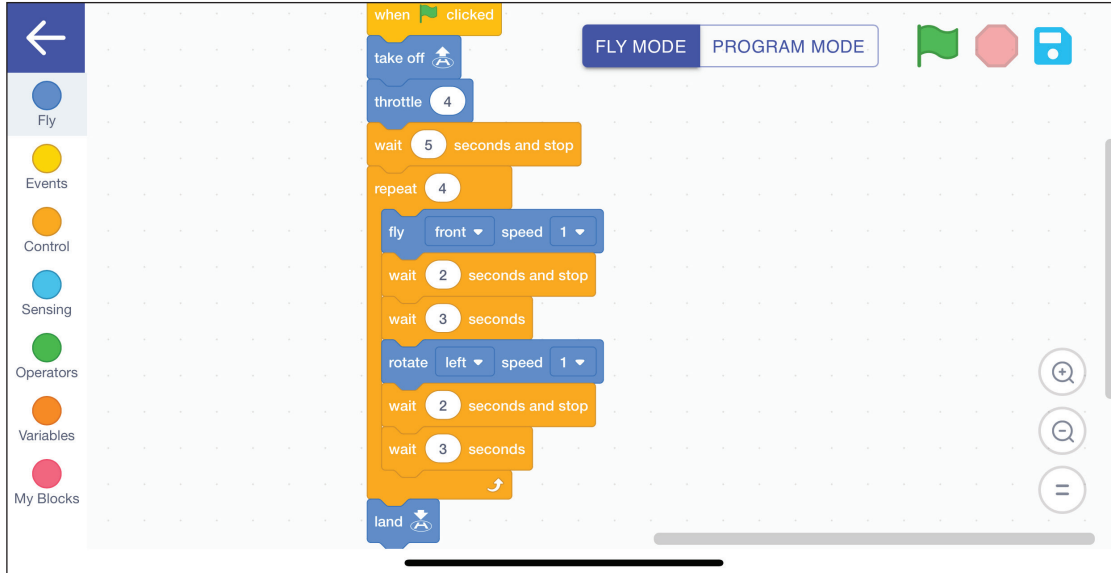 when clicked
FLY MODE PROGRAM MODE
take off
throttle 4
wait 5 seconds and stop
repeat 4
fly front speed 1
wait 2 seconds and stop
wait 3 seconds
rotate left speed 1
wait 2 seconds and stop
wait 3 seconds
land
Fly
Events
Control
Sensing
Operators
Variables
My Blocks